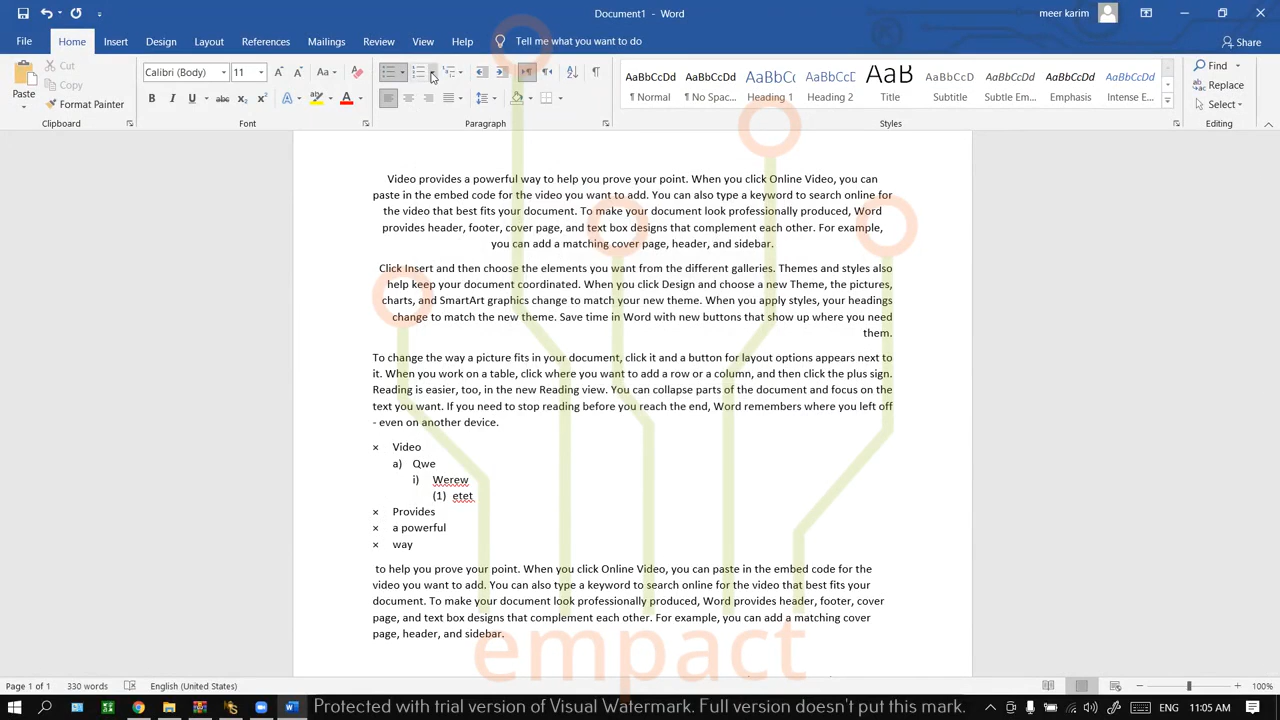 Document1 - Word
meer karim
File Home Insert Design Layout References Mailings Review View Help Tell me what you want to do Share
Paste
Cut
Copy
Format Painter
Clipboard
Calibri (Body) 11
Font
Paragraph
AaBbCcDd AaBbCcDd AaBbCc AaBbCcC AaB AaBbCcDd AaBbCcDd AaBbCcDd AaBbCcDd
¶ Normal ¶ No Spac... Heading 1 Heading 2 Title Subtitle Subtle Em... Emphasis Intense E...
Styles
Find
Replace
Select
Editing
Video provides a powerful way to help you prove your point. When you click Online Video, you can
paste in the embed code for the video you want to add. You can also type a keyword to search online for
the video that best fits your document. To make your document look professionally produced, Word
provides header, footer, cover page, and text box designs that complement each other. For example,
you can add a matching cover page, header, and sidebar.
Click Insert and then choose the elements you want from the different galleries. Themes and styles also
help keep your document coordinated. When you click Design and choose a new Theme, the pictures,
charts, and SmartArt graphics change to match your new theme. When you apply styles, your headings
change to match the new theme. Save time in Word with new buttons that show up where you need
them.
To change the way a picture fits in your document, click it and a button for layout options appears next to
it. When you work on a table, click where you want to add a row or a column, and then click the plus sign.
Reading is easier, too, in the new Reading view. You can collapse parts of the document and focus on the
text you want. If you need to stop reading before you reach the end, Word remembers where you left off
- even on another device.
× Video
a) Qwe
i) Werew
(1) etet
× Provides
× a powerful
× way
to help you prove your point. When you click Online Video, you can paste in the embed code for the
video you want to add. You can also type a keyword to search online for the video that best fits your
document. To make your document look professionally produced, Word provides header, footer, cover
page, and text box designs that complement each other. For example, you can add a matching cover
page, header, and sidebar.
empact
Page 1 of 1 330 words English (United States) 100%
Protected with trial version of Visual Watermark. Full version doesn't put this mark.
11:05 AM